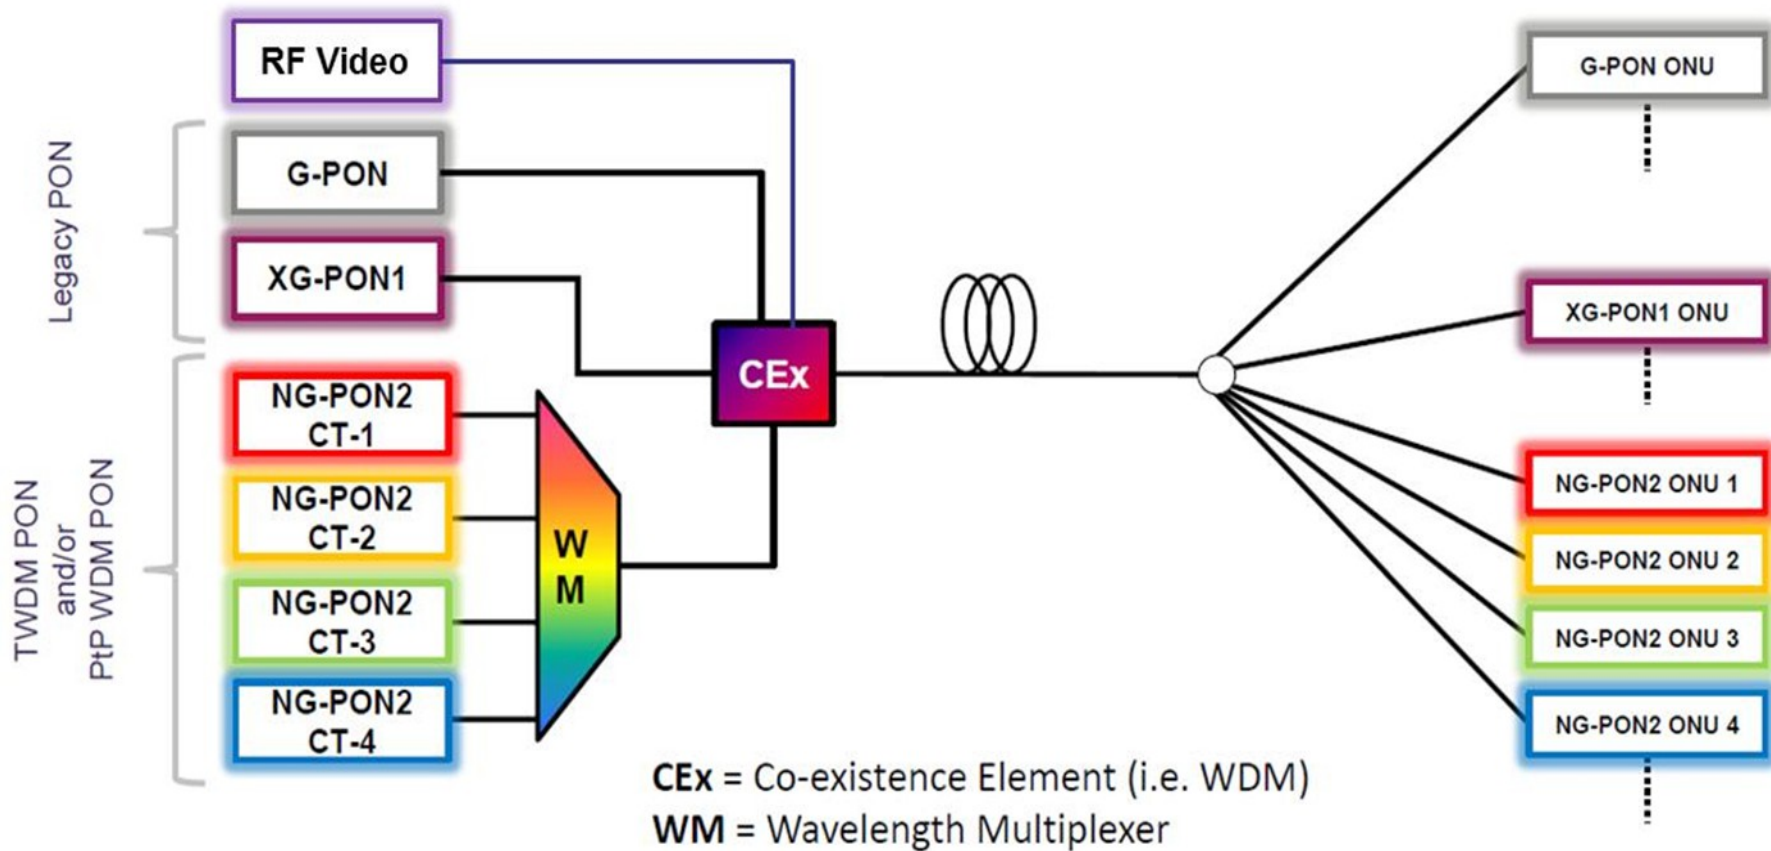 RF Video
G-PON
XG-PON1
Legacy PON
NG-PON2
CT-1
NG-PON2
CT-2
NG-PON2
CT-3
NG-PON2
CT-4
TWDM PON
and/or
PtP WDM PON
W
M
CEx
G-PON ONU
XG-PON1 ONU
NG-PON2 ONU 1
NG-PON2 ONU 2
NG-PON2 ONU 3
NG-PON2 ONU 4
CEx = Co-existence Element (i.e. WDM)
WM = Wavelength Multiplexer